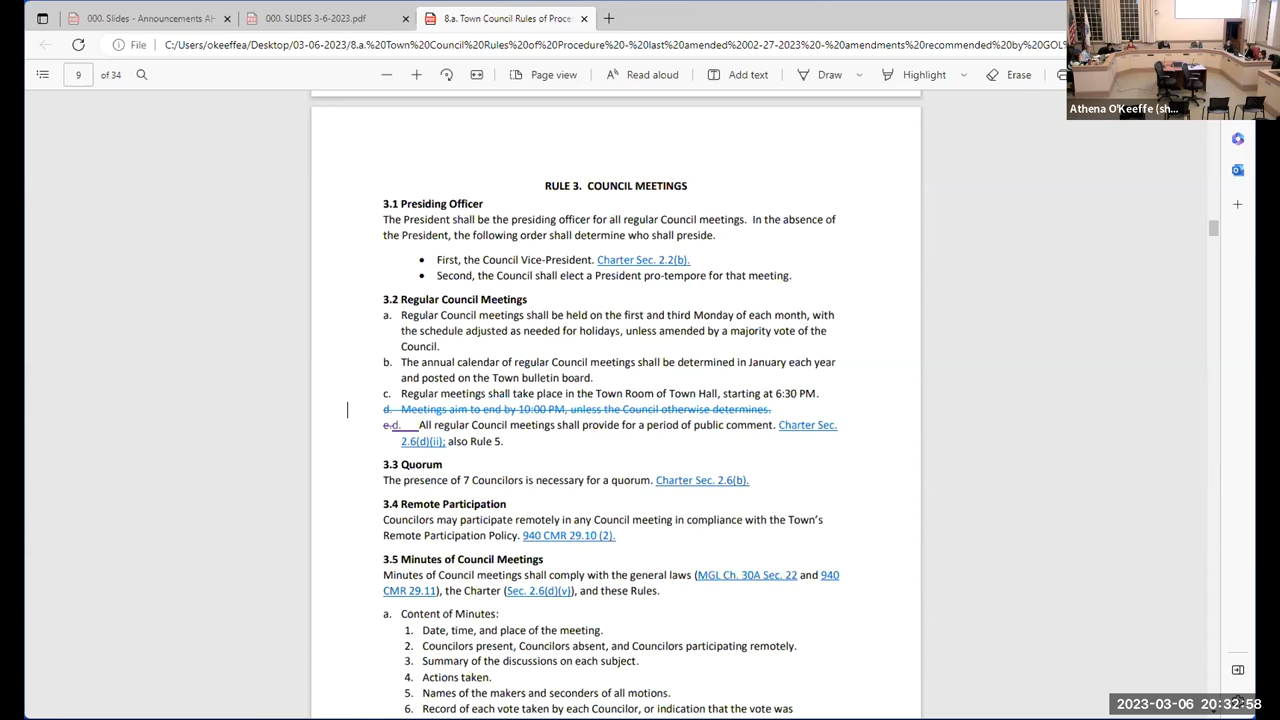 000. Slides - Announcements AI
000. SLIDES 3-6-2023.pdf
8.a. Town Council Rules of Proce
File
C:/Users/okeeffea/Desktop/03-06-2023/8.a.%20Town%20Council%20Rules%20of%20Procedure%20-%20last%20amended%2002-27-2023%20-%20amendments%20recommended%20by%20GOL%
9 of 34
Page view
Read aloud
Add text
Draw
Highlight
Erase
Athena O'Keeffe (sh...
RULE 3. COUNCIL MEETINGS
3.1 Presiding Officer
The President shall be the presiding officer for all regular Council meetings. In the absence of
the President, the following order shall determine who shall preside.
• First, the Council Vice-President. Charter Sec. 2.2(b).
• Second, the Council shall elect a President pro-tempore for that meeting.
3.2 Regular Council Meetings
a. Regular Council meetings shall be held on the first and third Monday of each month, with
the schedule adjusted as needed for holidays, unless amended by a majority vote of the
Council.
b. The annual calendar of regular Council meetings shall be determined in January each year
and posted on the Town bulletin board.
c. Regular meetings shall take place in the Town Room of Town Hall, starting at 6:30 PM.
d. Meetings aim to end by 10:00 PM, unless the Council otherwise determines.
e.d. All regular Council meetings shall provide for a period of public comment. Charter Sec.
2.6(d)(ii); also Rule 5.
3.3 Quorum
The presence of 7 Councilors is necessary for a quorum. Charter Sec. 2.6(b).
3.4 Remote Participation
Councilors may participate remotely in any Council meeting in compliance with the Town's
Remote Participation Policy. 940 CMR 29.10 (2).
3.5 Minutes of Council Meetings
Minutes of Council meetings shall comply with the general laws (MGL Ch. 30A Sec. 22 and 940
CMR 29.11), the Charter (Sec. 2.6(d)(v)), and these Rules.
a. Content of Minutes:
1. Date, time, and place of the meeting.
2. Councilors present, Councilors absent, and Councilors participating remotely.
3. Summary of the discussions on each subject.
4. Actions taken.
5. Names of the makers and seconders of all motions.
6. Record of each vote taken by each Councilor, or indication that the vote was
2023-03-06 20:32:58